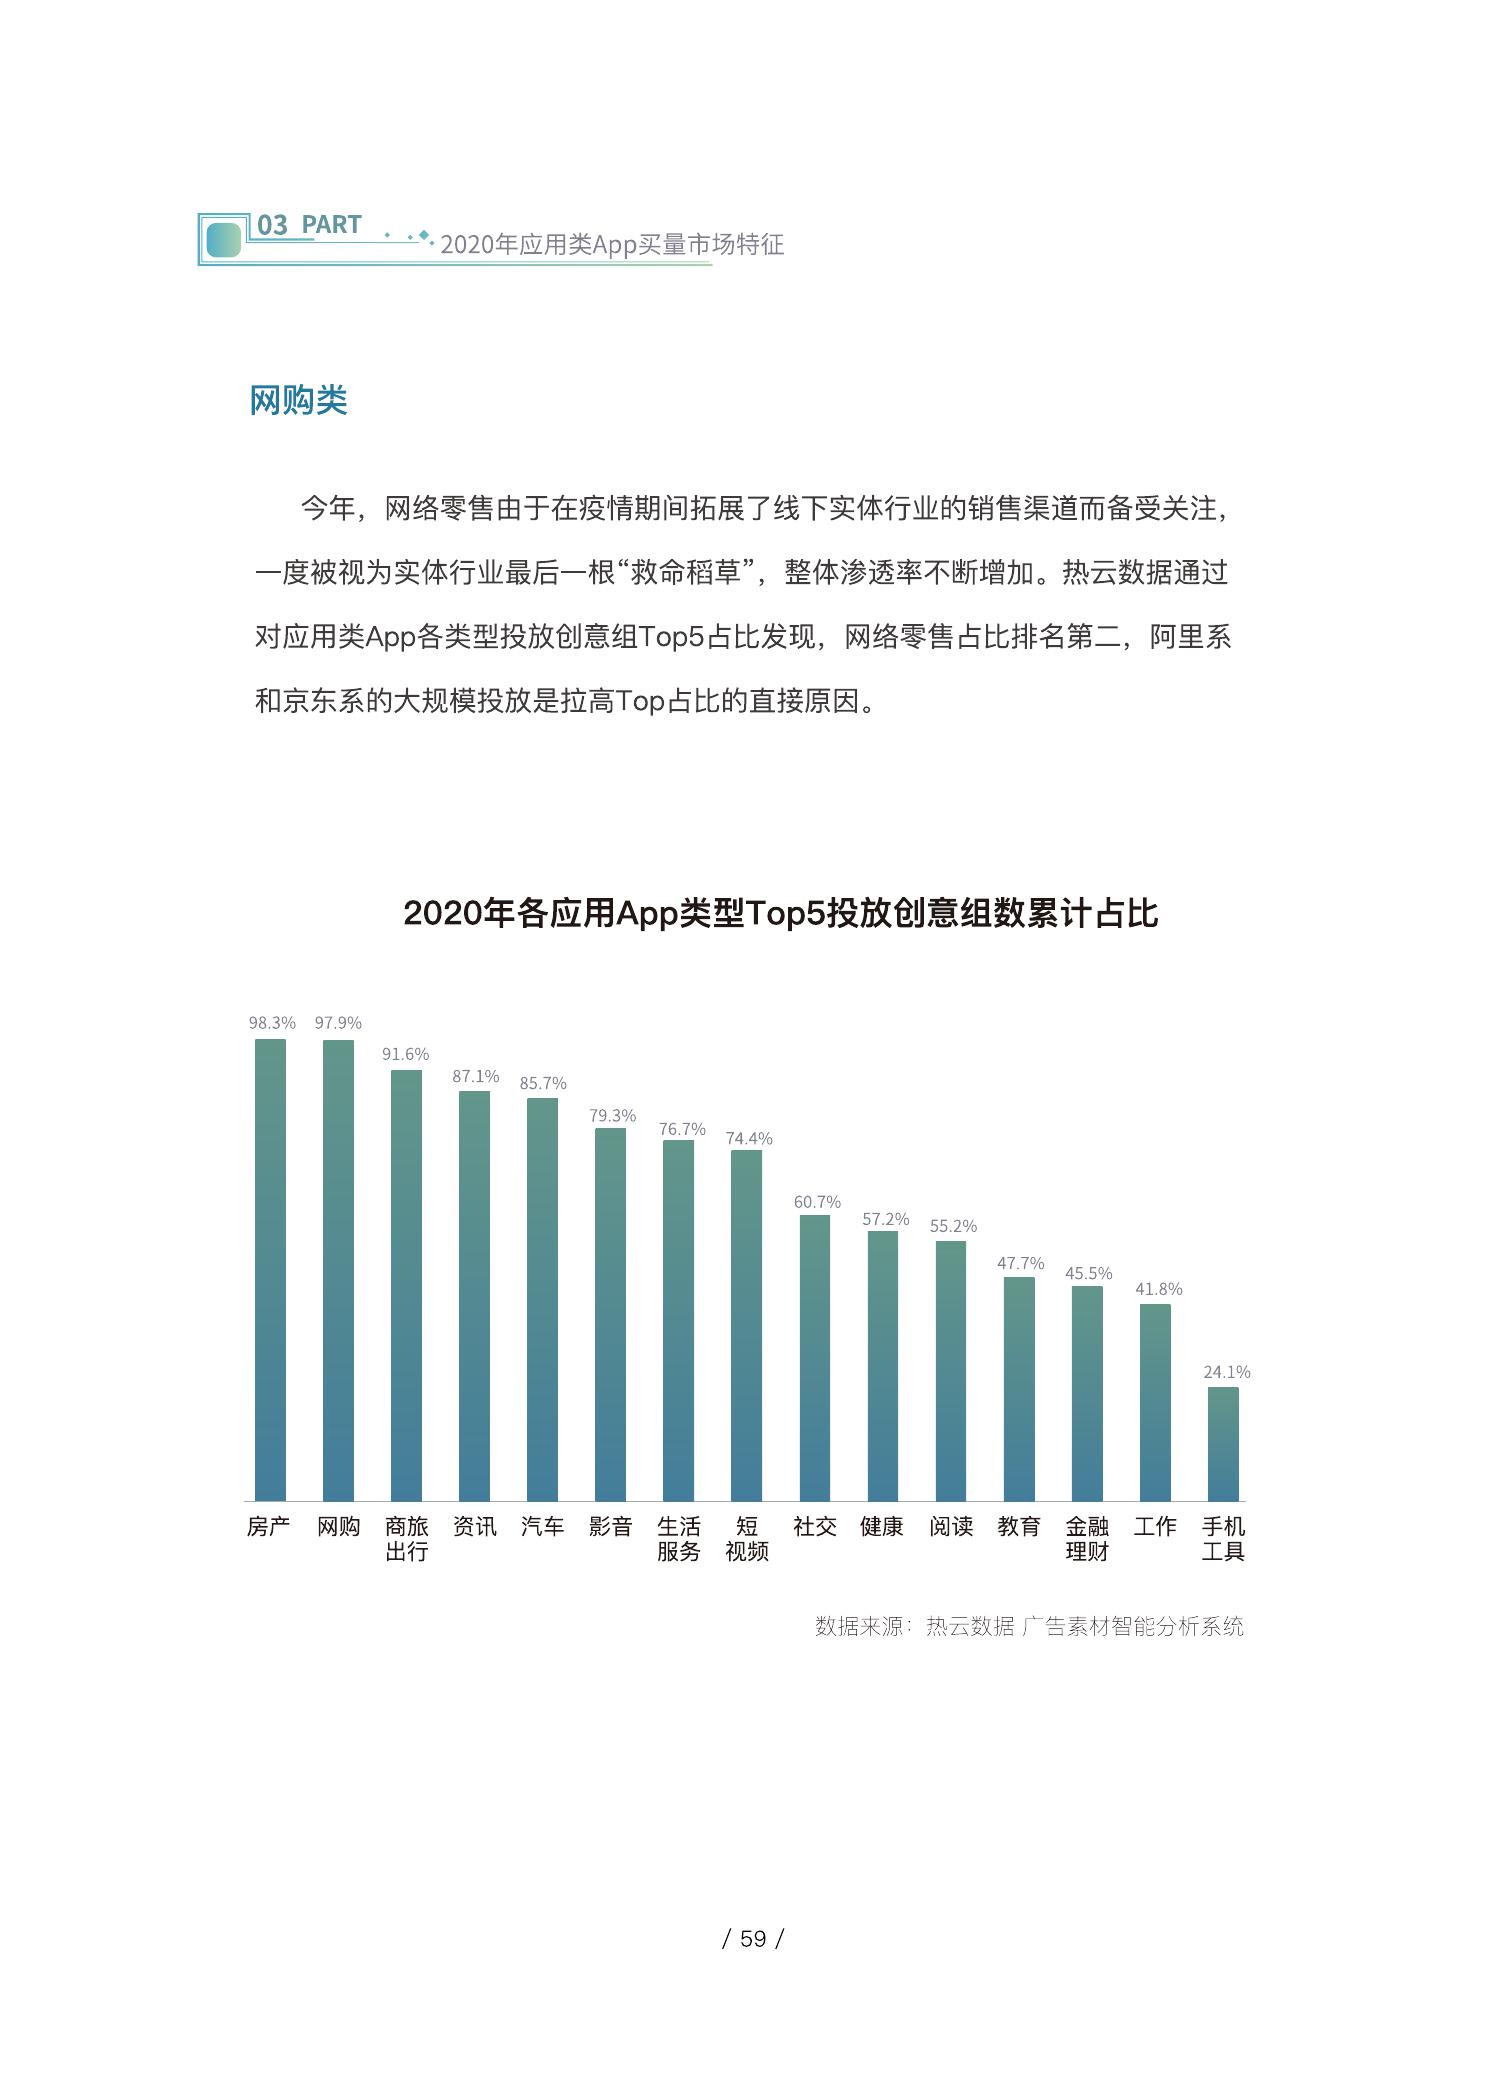 03 PART
2020年应用类App买量市场特征
网购类
今年，网络零售由于在疫情期间拓展了线下实体行业的销售渠道而备受关注，
一度被视为实体行业最后一根“救命稻草”，整体渗透率不断增加。热云数据通过
对应用类App各类型投放创意组Top5占比发现，网络零售占比排名第二，阿里系
和京东系的大规模投放是拉高Top占比的直接原因。
2020年各应用App类型Top5投放创意组数累计占比
98.3%
97.9%
91.6%
87.1%
85.7%
79.3%
76.7%
74.4%
60.7%
57.2%
55.2%
47.7%
45.5%
41.8%
24.1%
房产
网购
商旅
出行
资讯
汽车
影音
生活
服务
短
视频
社交
健康
阅读
教育
金融
理财
工作
手机
工具
数据来源：热云数据 广告素材智能分析系统
/ 59 /